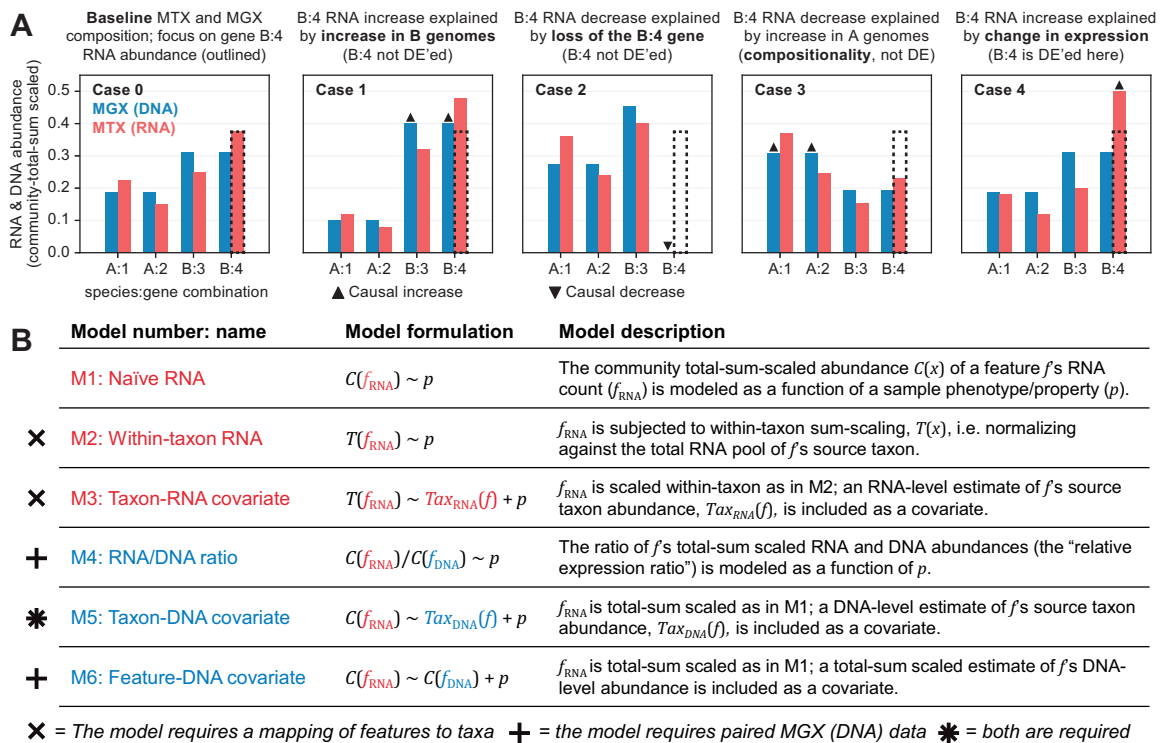 A
Baseline MTX and MGX
composition; focus on gene B:4
RNA abundance (outlined)
B:4 RNA increase explained
by increase in B genomes
(B:4 not DE'ed)
B:4 RNA decrease explained
by loss of the B:4 gene
(B:4 not DE'ed)
B:4 RNA decrease explained
by increase in A genomes
(compositionality, not DE)
B:4 RNA increase explained
by change in expression
(B:4 is DE'ed here)
RNA & DNA abundance
(community-total-sum scaled)
0.5
0.4
0.3
0.2
0.1
0.0
Case 0
MGX (DNA)
MTX (RNA)
Case 1
Case 2
Case 3
Case 4
A:1 A:2 B:3 B:4
A:1 A:2 B:3 B:4
A:1 A:2 B:3 B:4
A:1 A:2 B:3 B:4
A:1 A:2 B:3 B:4
species:gene combination
▲ Causal increase
▼ Causal decrease
B
Model number: name Model formulation Model description
M1: Naïve RNA
C(fRNA) ~ p
The community total-sum-scaled abundance C(x) of a feature f's RNA
count (fRNA) is modeled as a function of a sample phenotype/property (p).
× M2: Within-taxon RNA
T(fRNA) ~ p
fRNA is subjected to within-taxon sum-scaling, T(x), i.e. normalizing
against the total RNA pool of f's source taxon.
× M3: Taxon-RNA covariate
T(fRNA) ~ TaxRNA(f) + p
fRNA is scaled within-taxon as in M2; an RNA-level estimate of f's source
taxon abundance, TaxRNA(f), is included as a covariate.
+ M4: RNA/DNA ratio
C(fRNA)/C(fDNA) ~ p
The ratio of f's total-sum scaled RNA and DNA abundances (the “relative
expression ratio”) is modeled as a function of p.
✱ M5: Taxon-DNA covariate
C(fRNA) ~ TaxDNA(f) + p
fRNA is total-sum scaled as in M1; a DNA-level estimate of f's source taxon
abundance, TaxDNA(f), is included as a covariate.
+ M6: Feature-DNA covariate
C(fRNA) ~ C(fDNA) + p
fRNA is total-sum scaled as in M1; a total-sum scaled estimate of f's DNA-
level abundance is included as a covariate.
× = The model requires a mapping of features to taxa + = the model requires paired MGX (DNA) data ✱ = both are required